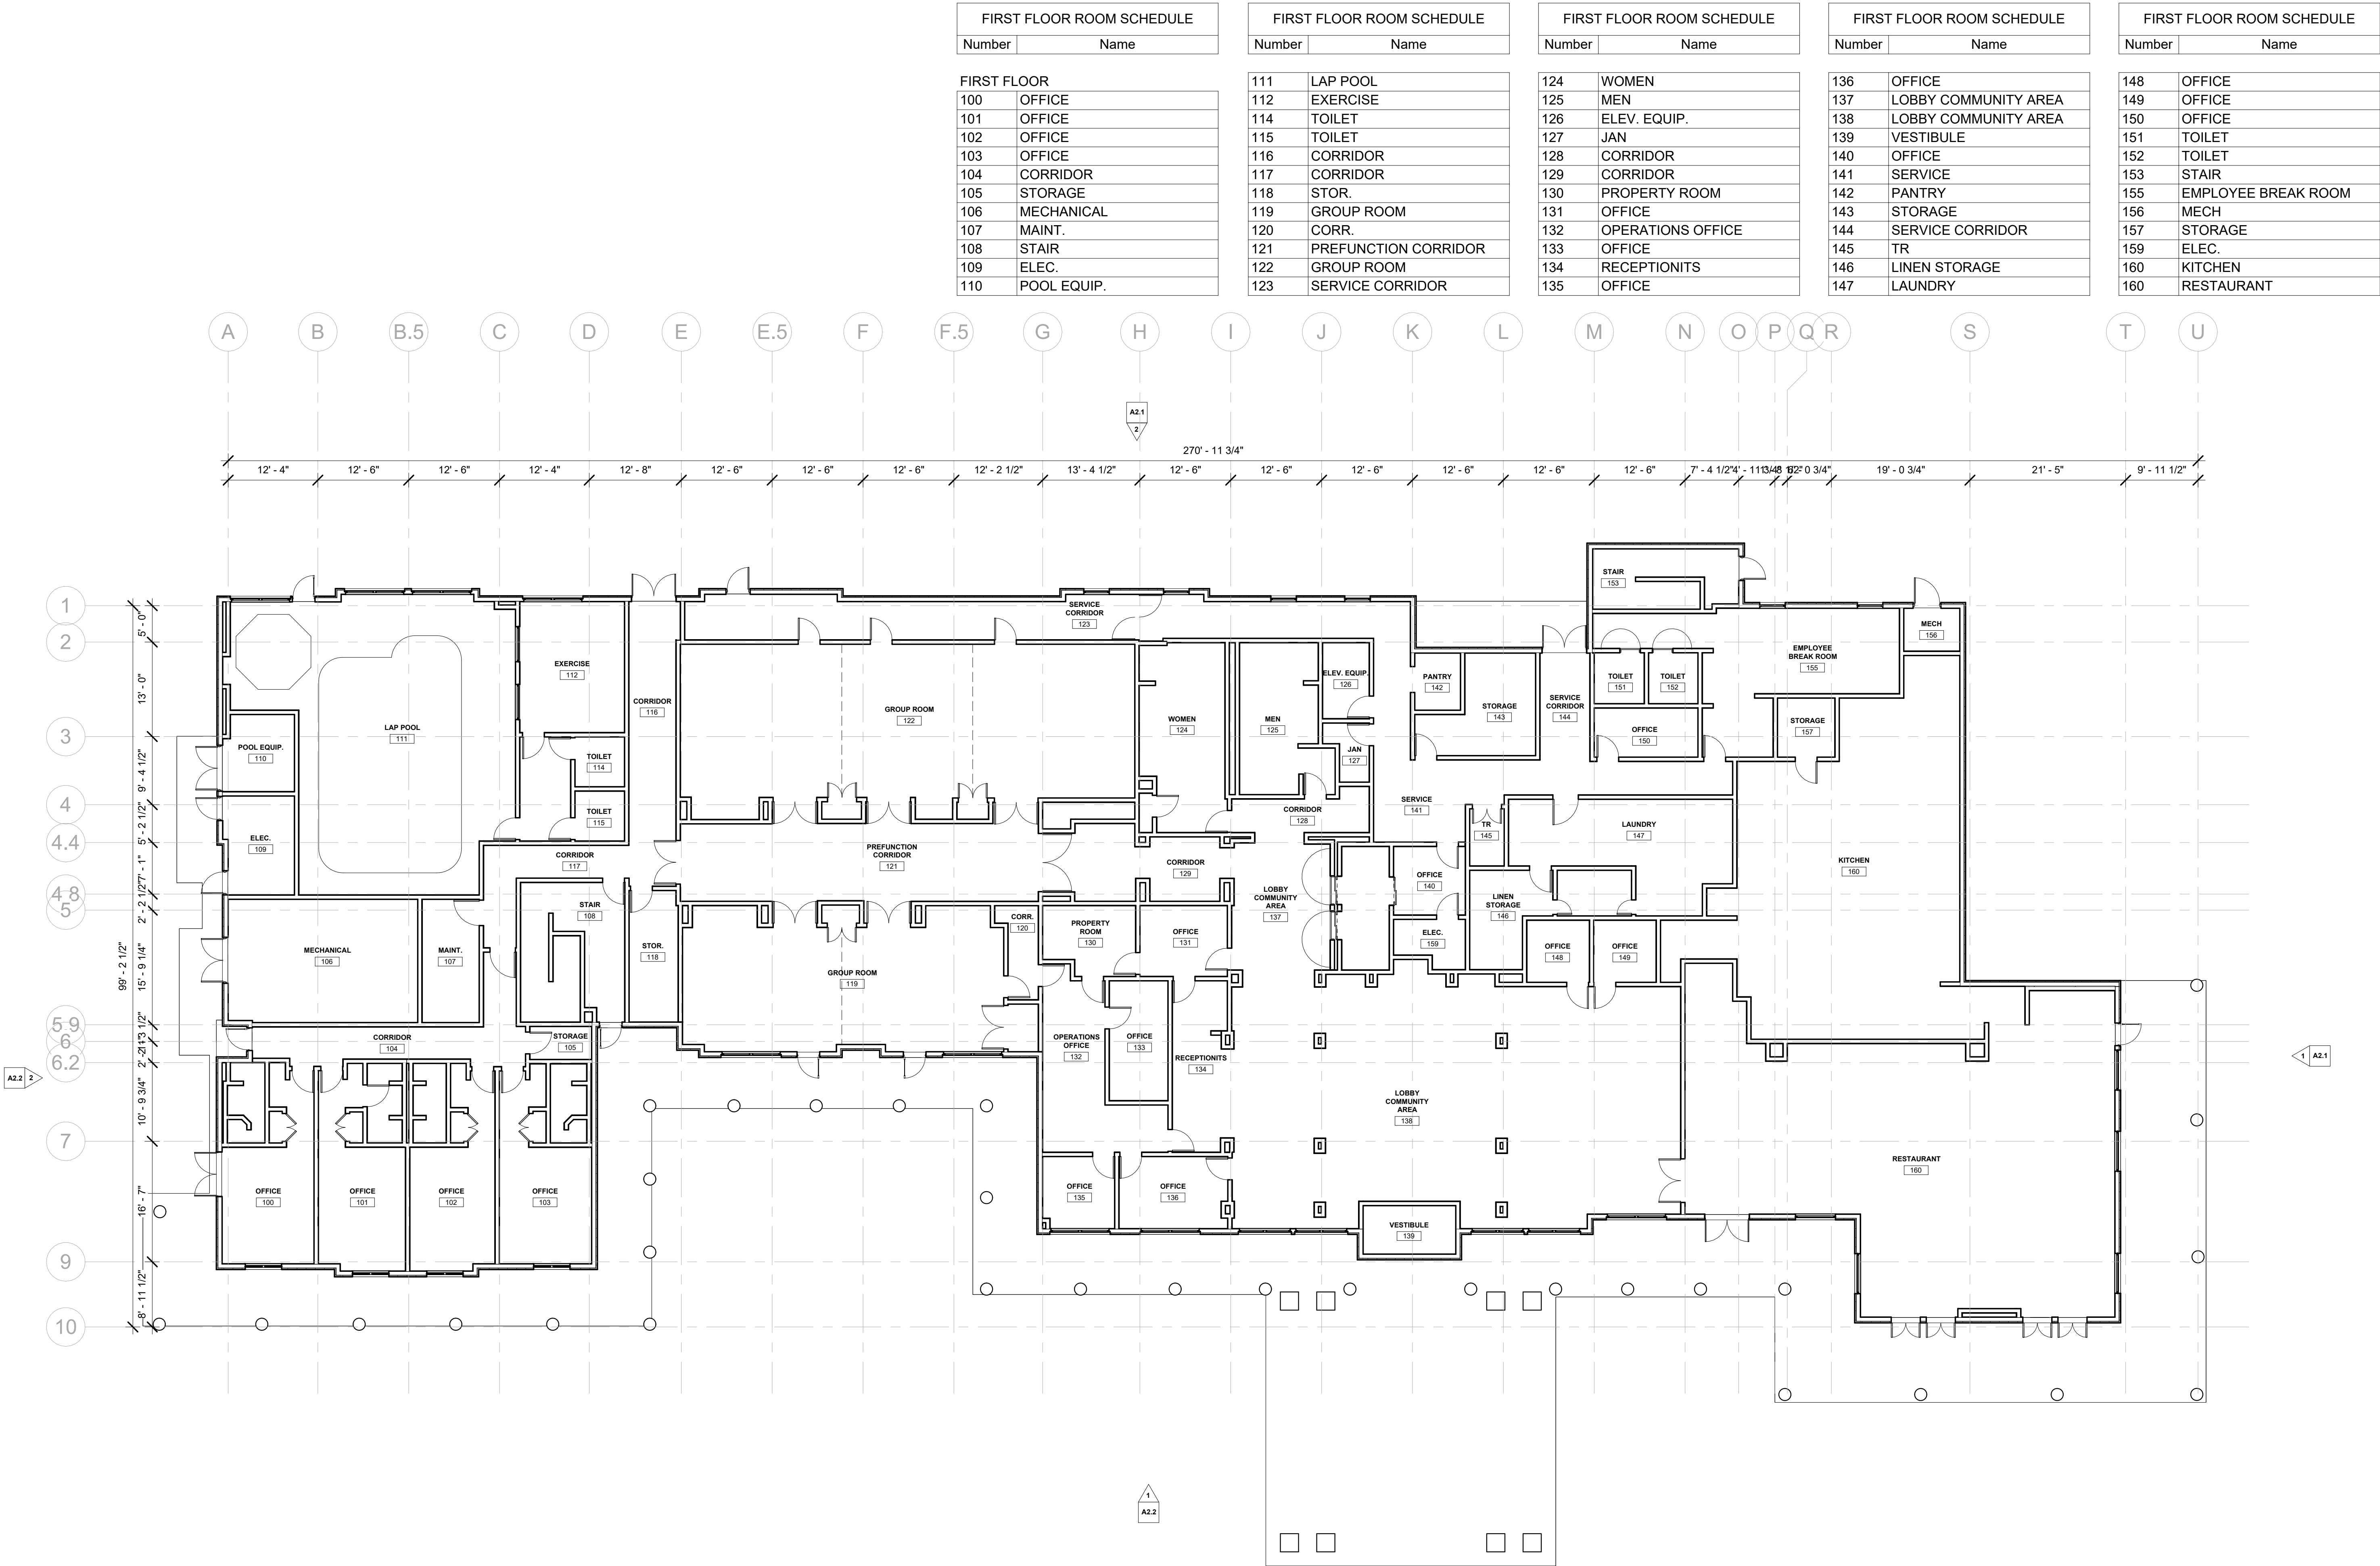 FIRST FLOOR ROOM SCHEDULE
Number Name
FIRST FLOOR
100 OFFICE
101 OFFICE
102 OFFICE
103 OFFICE
104 CORRIDOR
105 STORAGE
106 MECHANICAL
107 MAINT.
108 STAIR
109 ELEC.
110 POOL EQUIP.
FIRST FLOOR ROOM SCHEDULE
Number Name
111 LAP POOL
112 EXERCISE
114 TOILET
115 TOILET
116 CORRIDOR
117 CORRIDOR
118 STOR.
119 GROUP ROOM
120 CORR.
121 PREFUNCTION CORRIDOR
122 GROUP ROOM
123 SERVICE CORRIDOR
FIRST FLOOR ROOM SCHEDULE
Number Name
124 WOMEN
125 MEN
126 ELEV. EQUIP.
127 JAN
128 CORRIDOR
129 CORRIDOR
130 PROPERTY ROOM
131 OFFICE
132 OPERATIONS OFFICE
133 OFFICE
134 RECEPTIONITS
135 OFFICE
FIRST FLOOR ROOM SCHEDULE
Number Name
136 OFFICE
137 LOBBY COMMUNITY AREA
138 LOBBY COMMUNITY AREA
139 VESTIBULE
140 OFFICE
141 SERVICE
142 PANTRY
143 STORAGE
144 SERVICE CORRIDOR
145 TR
146 LINEN STORAGE
147 LAUNDRY
FIRST FLOOR ROOM SCHEDULE
Number Name
148 OFFICE
149 OFFICE
150 OFFICE
151 TOILET
152 TOILET
153 STAIR
155 EMPLOYEE BREAK ROOM
156 MECH
157 STORAGE
159 ELEC.
160 KITCHEN
160 RESTAURANT
A B B.5 C D E E.5 F F.5 G H I J K L M N O P Q R S T U
A2.1
2
270' - 11 3/4"
12' - 4" 12' - 6" 12' - 6" 12' - 4" 12' - 8" 12' - 6" 12' - 6" 12' - 6" 12' - 2 1/2" 13' - 4 1/2" 12' - 6" 12' - 6" 12' - 6" 12' - 6" 12' - 6" 12' - 6" 7' - 4 1/2" 19' - 0 3/4" 21' - 5" 9' - 11 1/2"
1
2
3
4
4.4
4.8
5
5.9
6
6.2
7
9
10
99' - 2 1/2"
5' - 0"
13' - 0"
9' - 4 1/2"
5' - 2 1/2"
7' - 1"
2' - 2 1/2"
15' - 9 1/4"
10' - 9 3/4"
16' - 7"
8' - 11 1/2"
STAIR
153
SERVICE
CORRIDOR
123
MECH
156
EMPLOYEE
BREAK ROOM
155
EXERCISE
112
ELEV. EQUIP.
126
PANTRY
142
TOILET
151
TOILET
152
CORRIDOR
116
GROUP ROOM
122
SERVICE
CORRIDOR
144
STORAGE
143
WOMEN
124
MEN
125
STORAGE
157
LAP POOL
111
OFFICE
150
POOL EQUIP.
110
JAN
127
TOILET
114
SERVICE
141
TOILET
115
CORRIDOR
128
TR
145
LAUNDRY
147
ELEC.
109
PREFUNCTION
CORRIDOR
121
CORRIDOR
117
CORRIDOR
129
KITCHEN
160
OFFICE
140
LOBBY
COMMUNITY
AREA
137
LINEN
STORAGE
146
STAIR
108
CORR.
120
PROPERTY
ROOM
130
OFFICE
131
ELEC.
159
STOR.
118
OFFICE
148
OFFICE
149
MECHANICAL
106
MAINT.
107
GROUP ROOM
119
CORRIDOR
104
STORAGE
105
OPERATIONS
OFFICE
132
OFFICE
133
RECEPTIONITS
134
A2.2 2
1 A2.1
LOBBY
COMMUNITY
AREA
138
RESTAURANT
160
OFFICE
100
OFFICE
101
OFFICE
102
OFFICE
103
OFFICE
135
OFFICE
136
VESTIBULE
139
1
A2.2